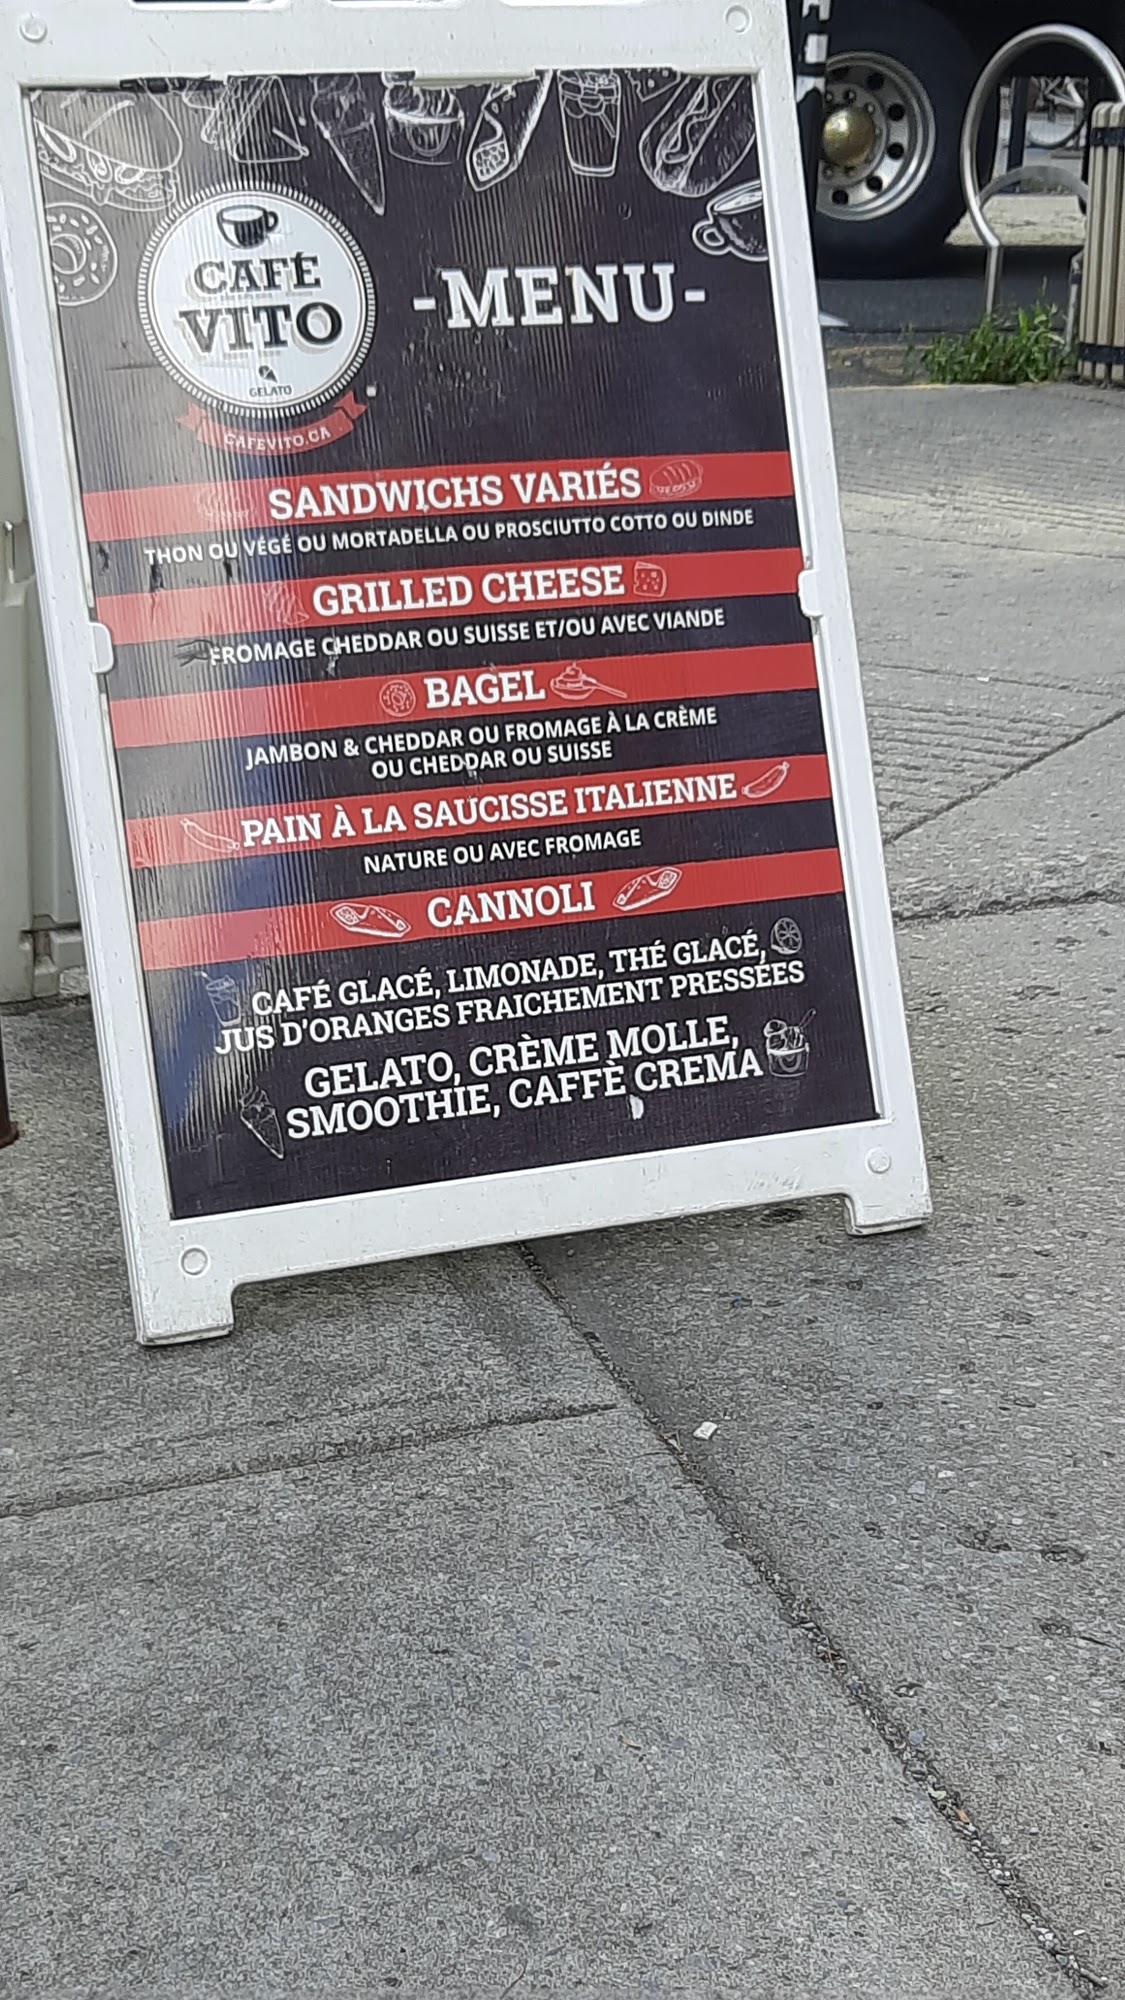 CAFÉ
VITO
GELATO
CAFEVITO.CA
-MENU-
SANDWICHS VARIÉS
THON OU VÉGÉ OU MORTADELLA OU PROSCIUTTO COTTO OU DINDE
GRILLED CHEESE
FROMAGE CHEDDAR OU SUISSE ET/OU AVEC VIANDE
BAGEL
JAMBON & CHEDDAR OU FROMAGE À LA CRÈME
OU CHEDDAR OU SUISSE
PAIN À LA SAUCISSE ITALIENNE
NATURE OU AVEC FROMAGE
CANNOLI
CAFÉ GLACÉ, LIMONADE, THÉ GLACÉ,
JUS D'ORANGES FRAICHEMENT PRESSÉES
GELATO, CRÈME MOLLE,
SMOOTHIE, CAFFÈ CREMA